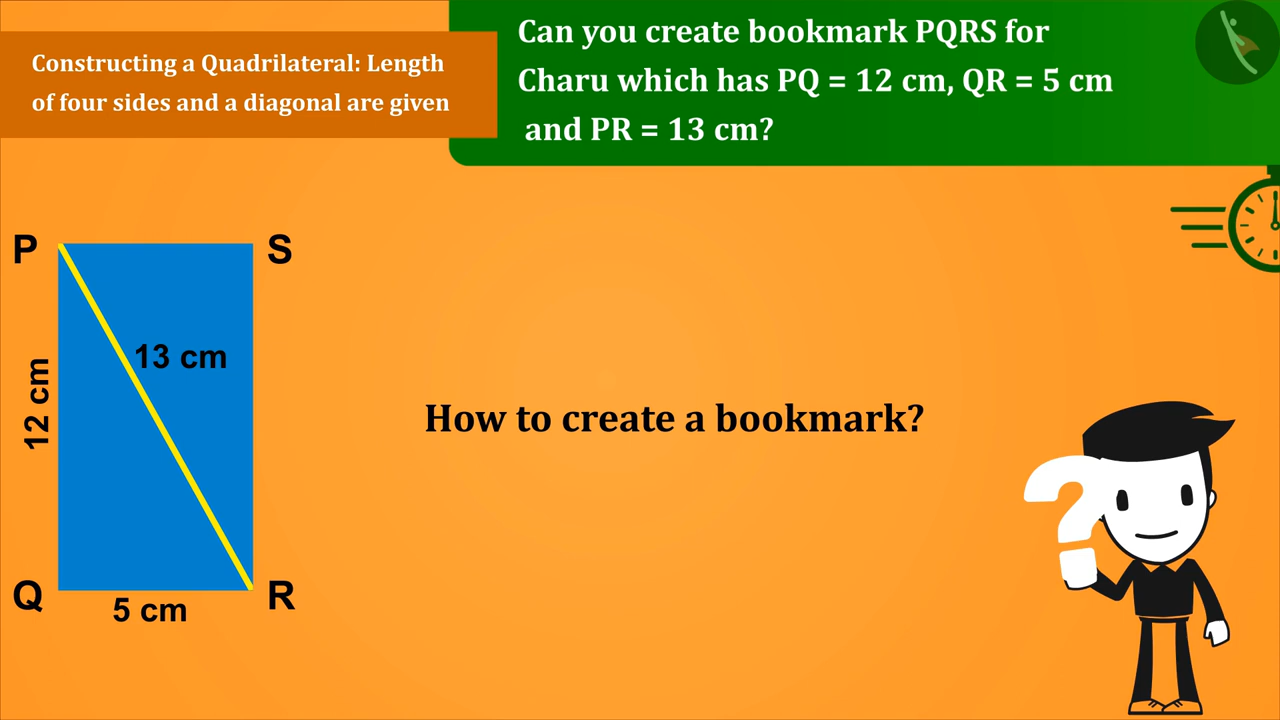 Constructing a Quadrilateral: Length
of four sides and a diagonal are given
Can you create bookmark PQRS for
Charu which has PQ = 12 cm, QR = 5 cm
and PR = 13 cm?
P
S
13 cm
12 cm
How to create a bookmark?
Q
R
5 cm
?